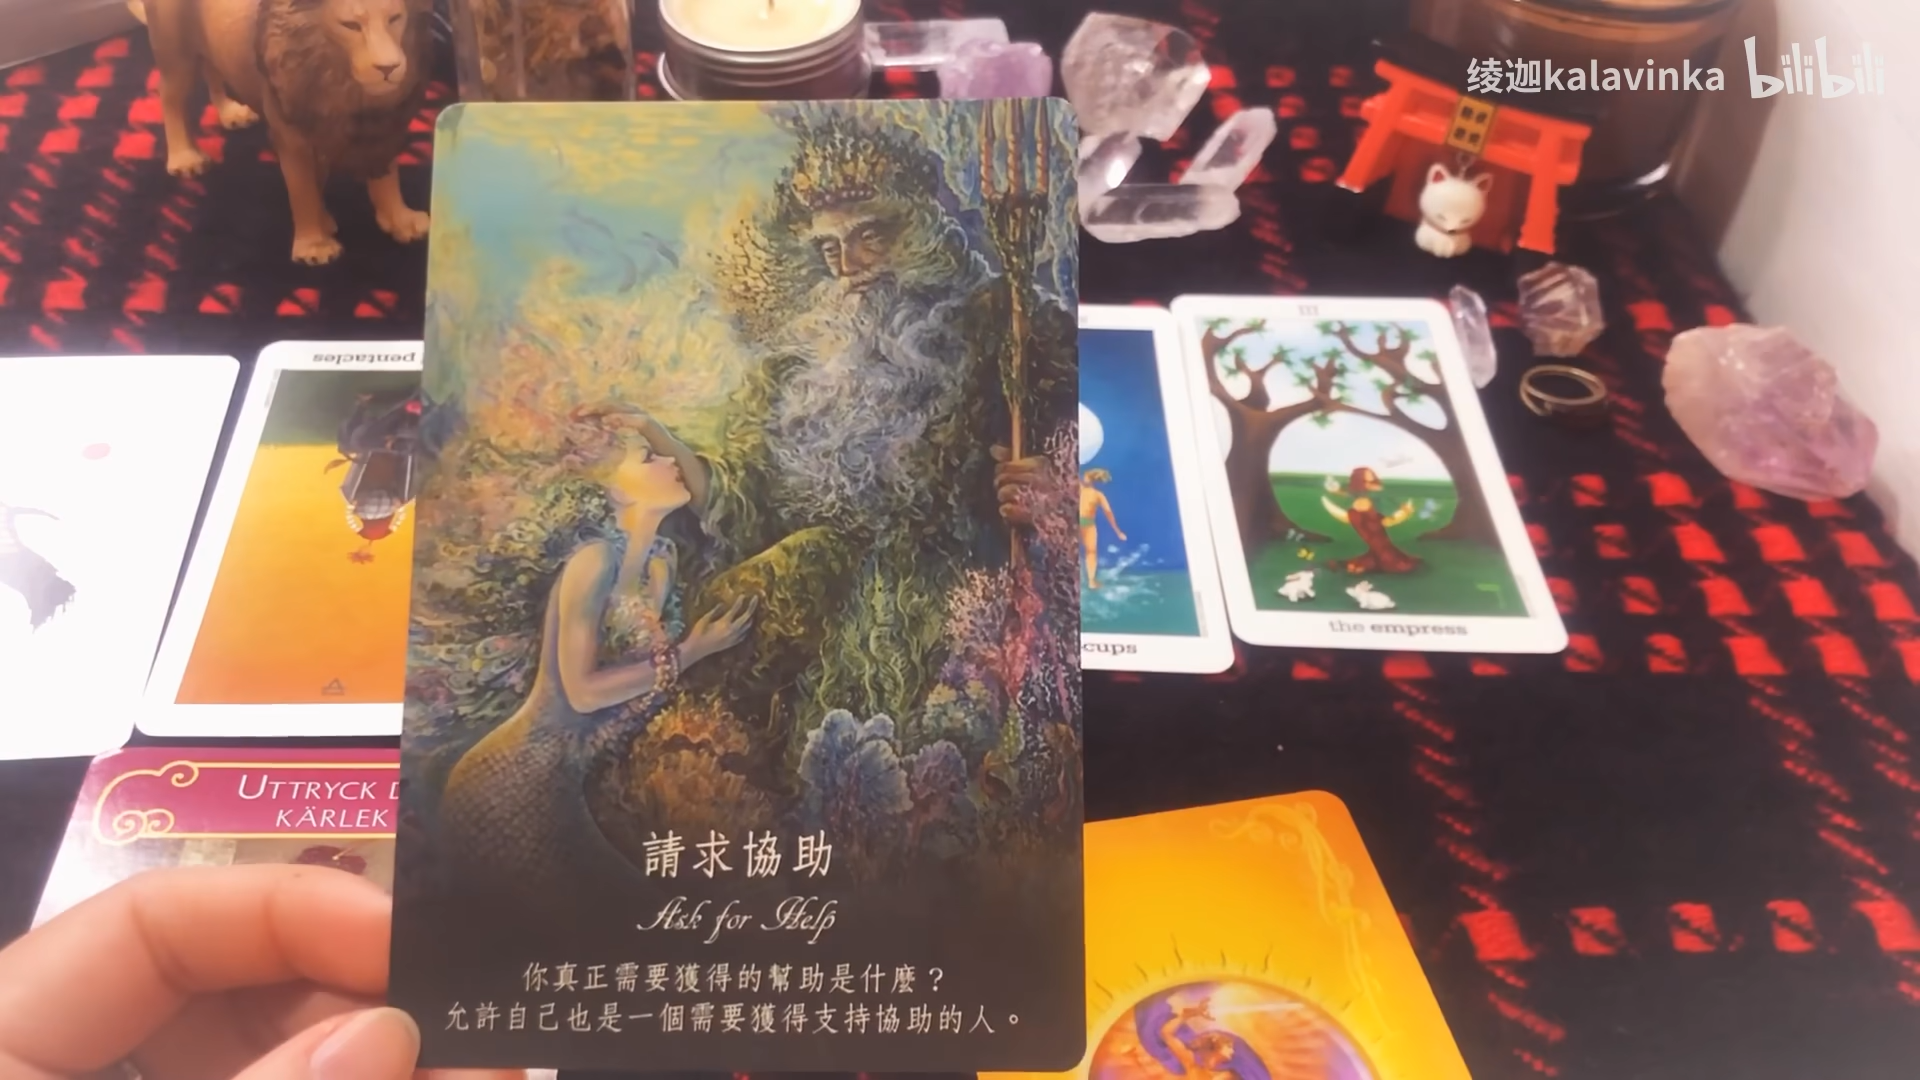 绫迦kalavinka bilibili
pentacles
III
the empress
cups
UTTRYCK D
KÄRLEK
請求協助
Ask for Help
你真正需要獲得的幫助是什麼？
允許自己也是一個需要獲得支持協助的人。